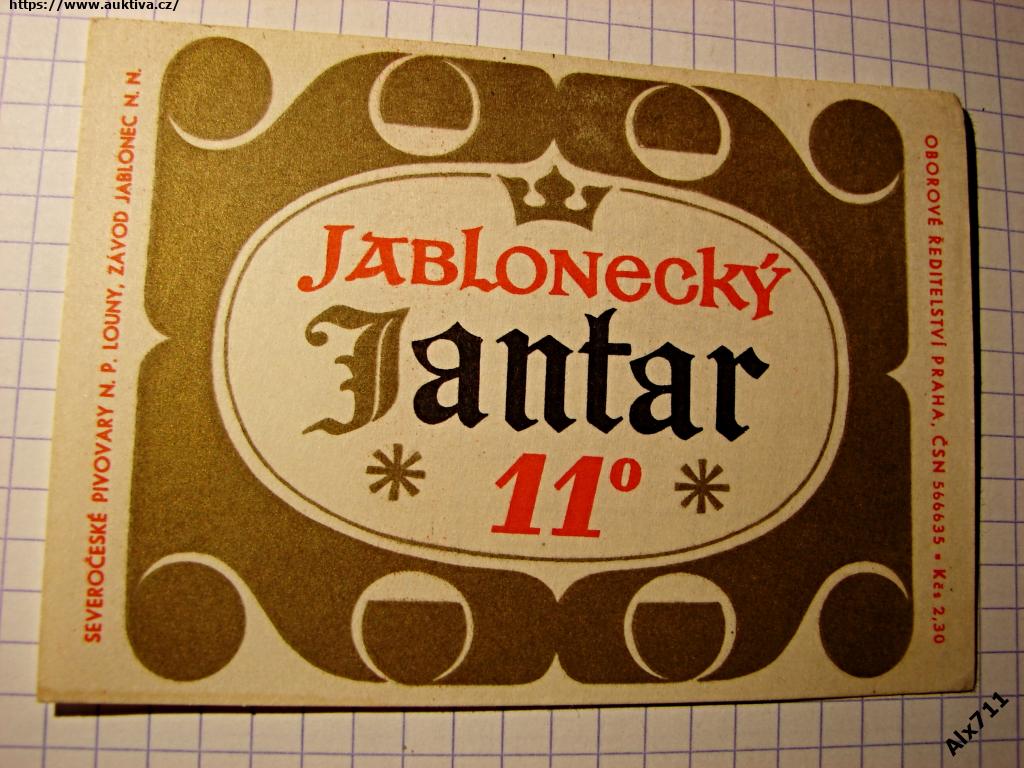 https://www.auktiva.cz/
SEVEROČESKÉ PIVOVARY N. P. LOUNY, ZÁVOD JABLONEC N. N.
JABLONECKÝ
Jantar
11°
OBOROVÉ ŘEDITELSTVÍ PRAHA, ČSN 566635 • Kčs 2,30
Alx711